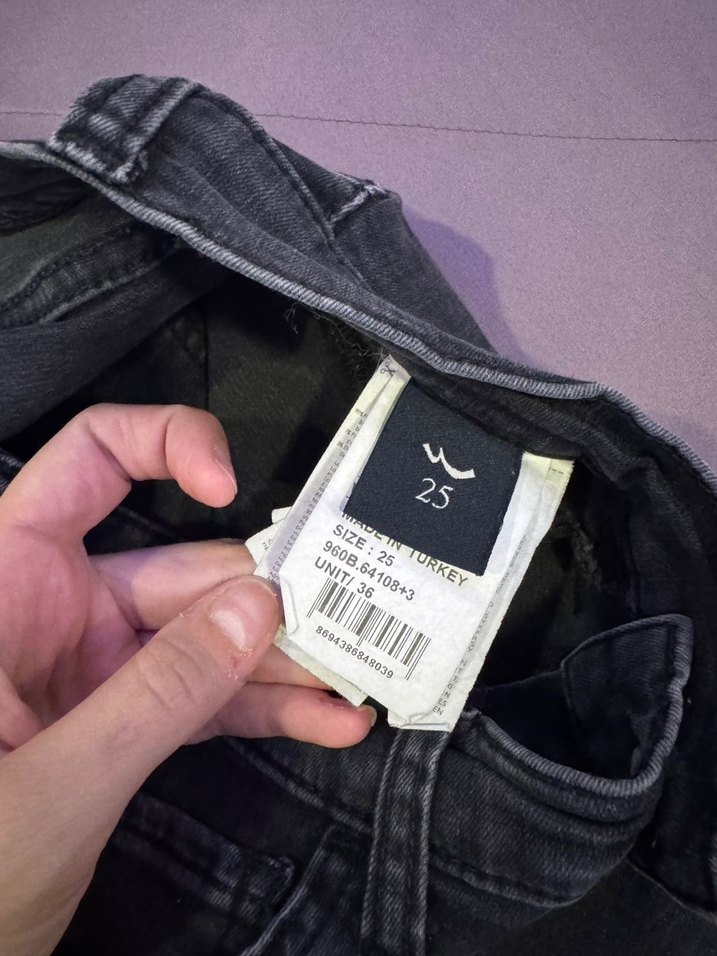 25
MADE IN TURKEY
SIZE : 25
960B.64108+3
UNIT/ 36
8694386848039